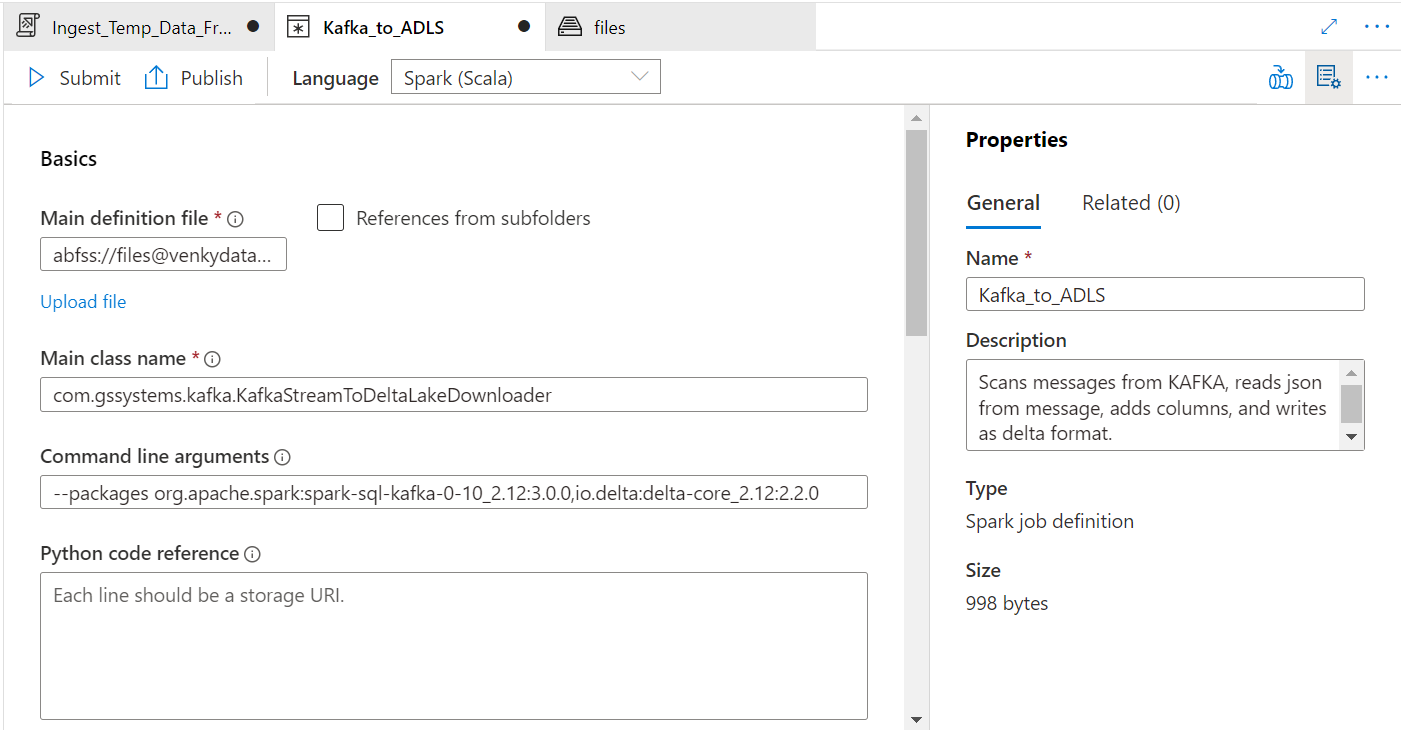 Ingest_Temp_Data_Fr...
Kafka_to_ADLS
files
Submit
Publish
Language
Spark (Scala)
Basics
Main definition file *
References from subfolders
abfss://files@venkydata...
Upload file
Main class name *
com.gssystems.kafka.KafkaStreamToDeltaLakeDownloader
Command line arguments
--packages org.apache.spark:spark-sql-kafka-0-10_2.12:3.0.0,io.delta:delta-core_2.12:2.2.0
Python code reference
Each line should be a storage URI.
Properties
General
Related (0)
Name *
Kafka_to_ADLS
Description
Scans messages from KAFKA, reads json
from message, adds columns, and writes
as delta format.
Type
Spark job definition
Size
998 bytes